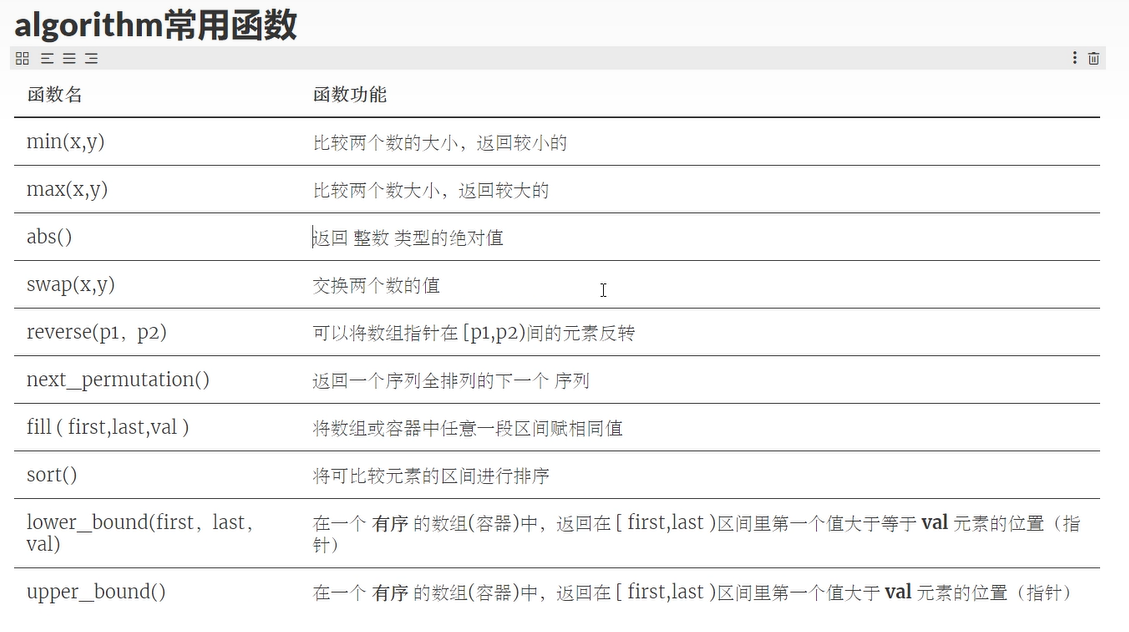 algorithm常用函数
函数名 函数功能
min(x,y) 比较两个数的大小，返回较小的
max(x,y) 比较两个数大小，返回较大的
abs() 返回 整数 类型的绝对值
swap(x,y) 交换两个数的值
reverse(p1，p2) 可以将数组指针在 [p1,p2)间的元素反转
next_permutation() 返回一个序列全排列的下一个 序列
fill ( first,last,val ) 将数组或容器中任意一段区间赋相同值
sort() 将可比较元素的区间进行排序
lower_bound(first，last，
val)
在一个 有序 的数组(容器)中，返回在 [ first,last )区间里第一个值大于等于 val 元素的位置（指
针）
upper_bound() 在一个 有序 的数组(容器)中，返回在 [ first,last )区间里第一个值大于 val 元素的位置（指针）